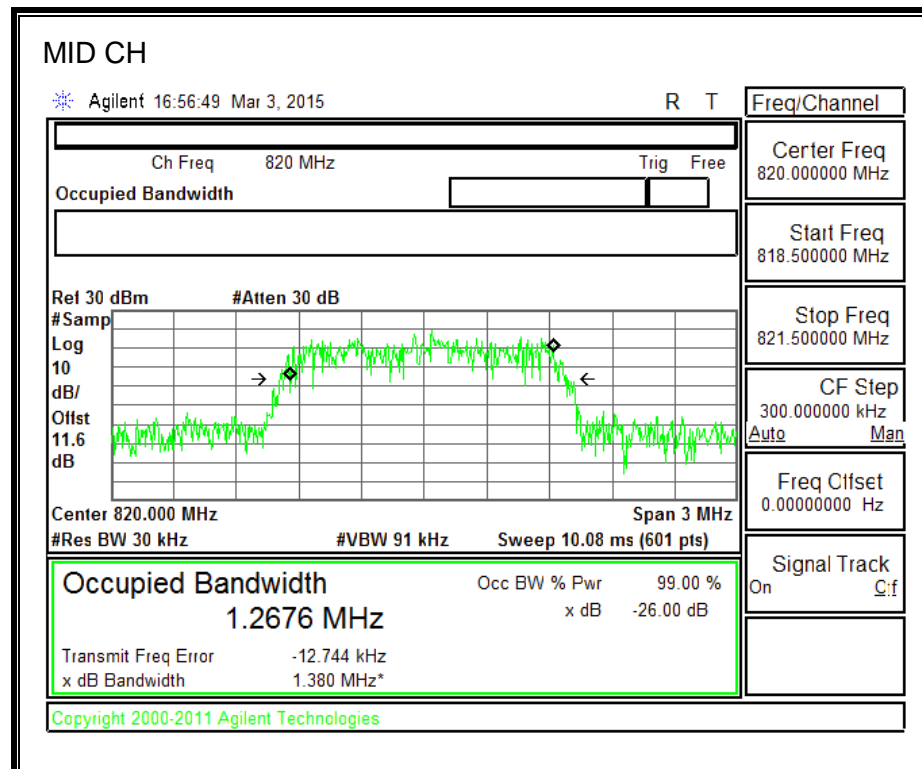 MID CH
Agilent 16:56:49 Mar 3, 2015 R T
Freq/Channel
Ch Freq 820 MHz Trig Free
Occupied Bandwidth
Center Freq
820.000000 MHz
Start Freq
818.500000 MHz
Stop Freq
821.500000 MHz
CF Step
300.000000 kHz
Auto Man
Freq Offset
0.00000000 Hz
Signal Track
On Off
Ref 30 dBm #Atten 30 dB
#Samp
Log
10
dB/
Offst
11.6
dB
Center 820.000 MHz Span 3 MHz
#Res BW 30 kHz #VBW 91 kHz Sweep 10.08 ms (601 pts)
Occupied Bandwidth Occ BW % Pwr 99.00 %
1.2676 MHz x dB -26.00 dB
Transmit Freq Error -12.744 kHz
x dB Bandwidth 1.380 MHz*
Copyright 2000-2011 Agilent Technologies